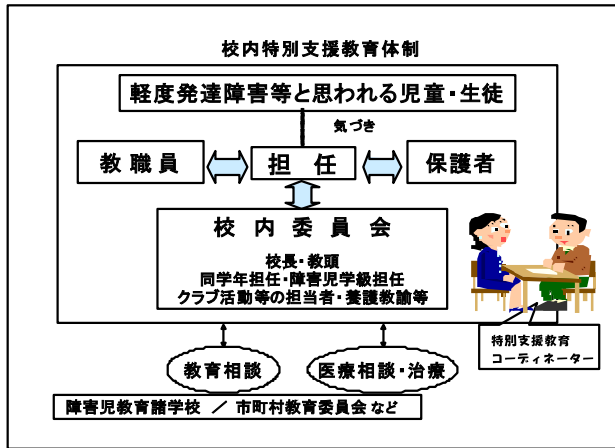 校内特別支援教育体制
軽度発達障害等と思われる児童・生徒
気づき
教職員
担任
保護者
校内委員会
校長・教頭
同学年担任・障害児学級担任
クラブ活動等の担当者・養護教諭等
特別支援教育
コーディネーター
教育相談
医療相談・治療
障害児教育諸学校 ／ 市町村教育委員会 など